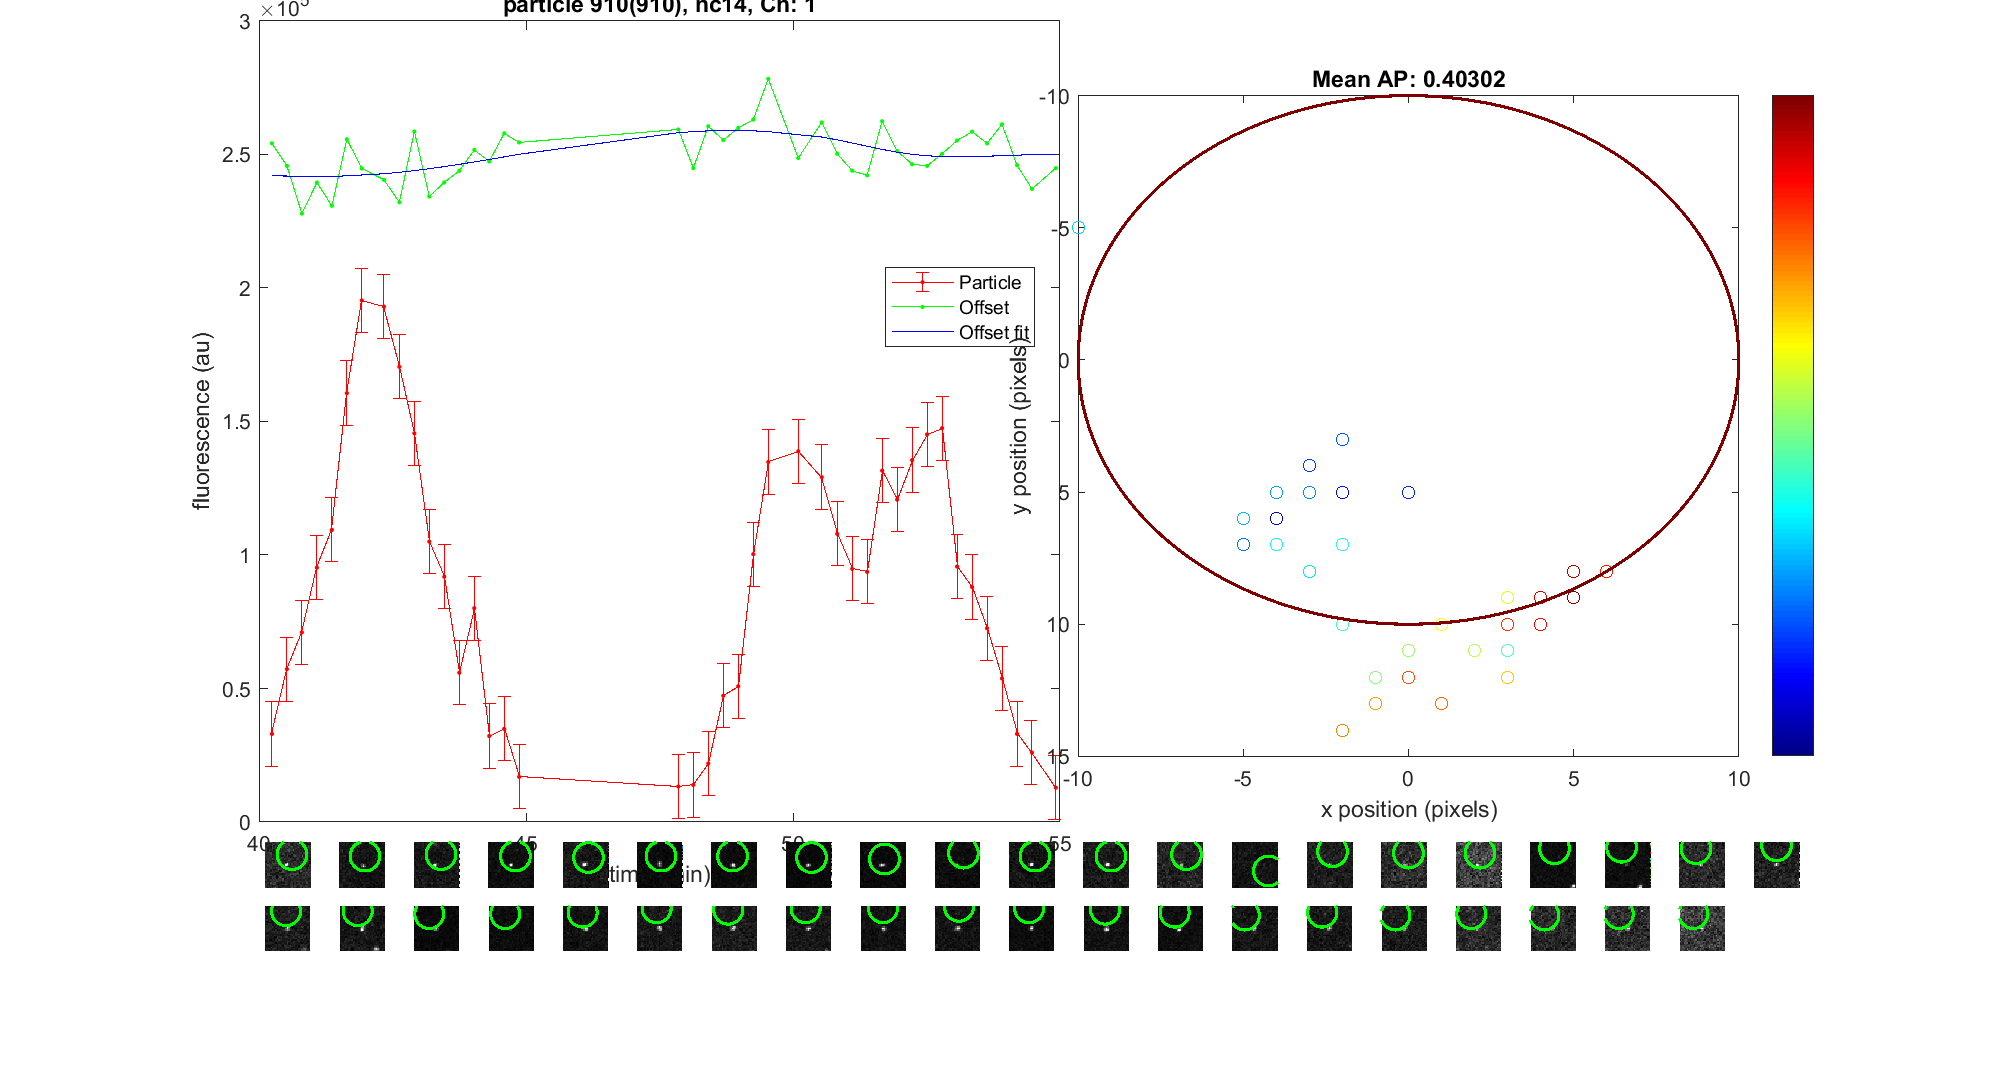 ×10⁵
particle 910(910), nc14, Ch: 1
3
2.5
2
1.5
1
0.5
0
fluorescence (au)
Particle
Offset
Offset fit
40
45
50
55
Mean AP: 0.40302
-10
-5
0
5
10
15
y position (pixels)
-10
-5
0
5
10
x position (pixels)